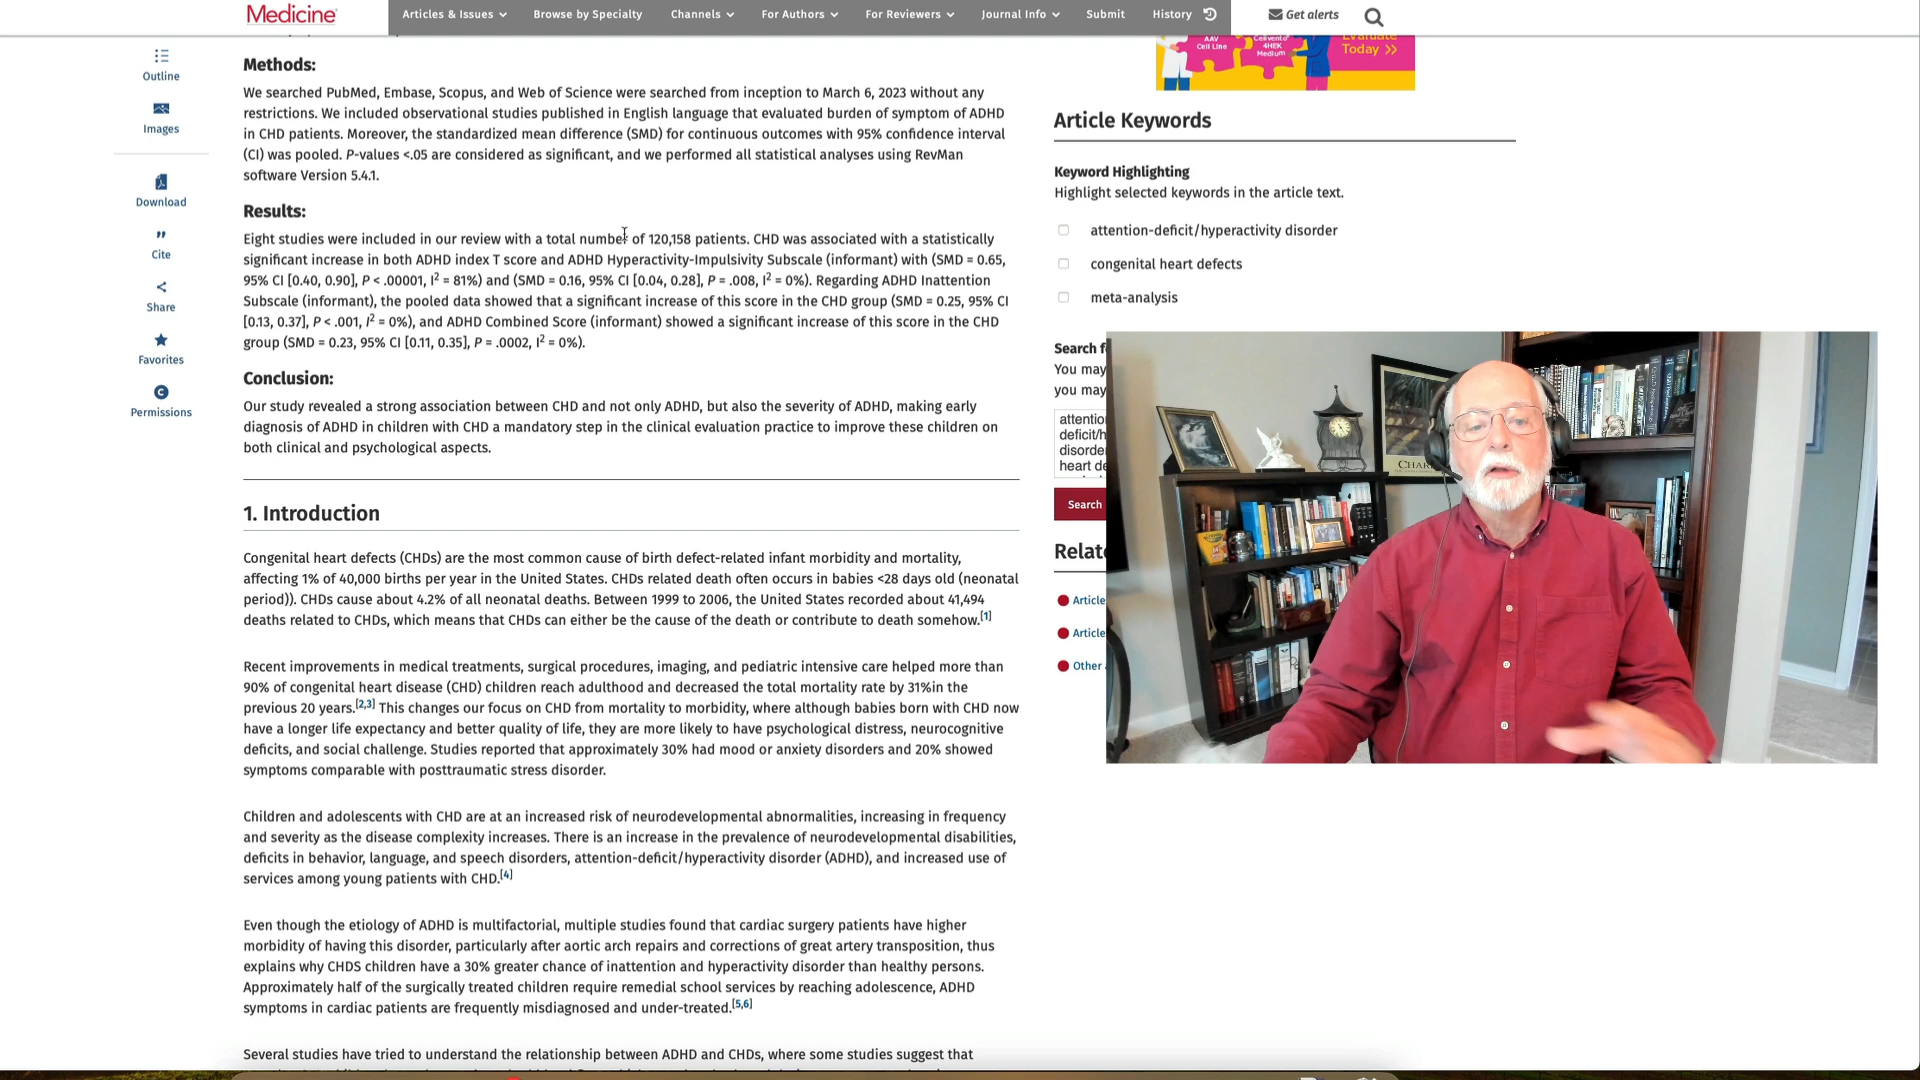 Medicine
Articles & Issues
Browse by Specialty
Channels
For Authors
For Reviewers
Journal Info
Submit
History
Get alerts
Outline
Images
Download
Cite
Share
Favorites
Permissions
Methods:
We searched PubMed, Embase, Scopus, and Web of Science were searched from inception to March 6, 2023 without any
restrictions. We included observational studies published in English language that evaluated burden of symptom of ADHD
in CHD patients. Moreover, the standardized mean difference (SMD) for continuous outcomes with 95% confidence interval
(CI) was pooled. P-values <.05 are considered as significant, and we performed all statistical analyses using RevMan
software Version 5.4.1.
Results:
Eight studies were included in our review with a total number of 120,158 patients. CHD was associated with a statistically
significant increase in both ADHD index T score and ADHD Hyperactivity-Impulsivity Subscale (informant) with (SMD = 0.65,
95% CI [0.40, 0.90], P < .00001, I2 = 81%) and (SMD = 0.16, 95% CI [0.04, 0.28], P = .008, I2 = 0%). Regarding ADHD Inattention
Subscale (informant), the pooled data showed that a significant increase of this score in the CHD group (SMD = 0.25, 95% CI
[0.13, 0.37], P < .001, I2 = 0%), and ADHD Combined Score (informant) showed a significant increase of this score in the CHD
group (SMD = 0.23, 95% CI [0.11, 0.35], P = .0002, I2 = 0%).
Conclusion:
Our study revealed a strong association between CHD and not only ADHD, but also the severity of ADHD, making early
diagnosis of ADHD in children with CHD a mandatory step in the clinical evaluation practice to improve these children on
both clinical and psychological aspects.
1. Introduction
Congenital heart defects (CHDs) are the most common cause of birth defect-related infant morbidity and mortality,
affecting 1% of 40,000 births per year in the United States. CHDs related death often occurs in babies <28 days old (neonatal
period)). CHDs cause about 4.2% of all neonatal deaths. Between 1999 to 2006, the United States recorded about 41,494
deaths related to CHDs, which means that CHDs can either be the cause of the death or contribute to death somehow.[1]
Recent improvements in medical treatments, surgical procedures, imaging, and pediatric intensive care helped more than
90% of congenital heart disease (CHD) children reach adulthood and decreased the total mortality rate by 31%in the
previous 20 years.[2,3] This changes our focus on CHD from mortality to morbidity, where although babies born with CHD now
have a longer life expectancy and better quality of life, they are more likely to have psychological distress, neurocognitive
deficits, and social challenge. Studies reported that approximately 30% had mood or anxiety disorders and 20% showed
symptoms comparable with posttraumatic stress disorder.
Children and adolescents with CHD are at an increased risk of neurodevelopmental abnormalities, increasing in frequency
and severity as the disease complexity increases. There is an increase in the prevalence of neurodevelopmental disabilities,
deficits in behavior, language, and speech disorders, attention-deficit/hyperactivity disorder (ADHD), and increased use of
services among young patients with CHD.[4]
Even though the etiology of ADHD is multifactorial, multiple studies found that cardiac surgery patients have higher
morbidity of having this disorder, particularly after aortic arch repairs and corrections of great artery transposition, thus
explains why CHDS children have a 30% greater chance of inattention and hyperactivity disorder than healthy persons.
Approximately half of the surgically treated children require remedial school services by reaching adolescence, ADHD
symptoms in cardiac patients are frequently misdiagnosed and under-treated.[5,6]
Several studies have tried to understand the relationship between ADHD and CHDs, where some studies suggest that
AAV
Cell Line
Cellvento
4HEK
Medium
Evaluate
Today >>
Article Keywords
Keyword Highlighting
Highlight selected keywords in the article text.
attention-deficit/hyperactivity disorder
congenital heart defects
meta-analysis
Search f
You may
you may
attentio
deficit/h
disorde
heart de
Search
Relate
Article
Article
Other
CHAR